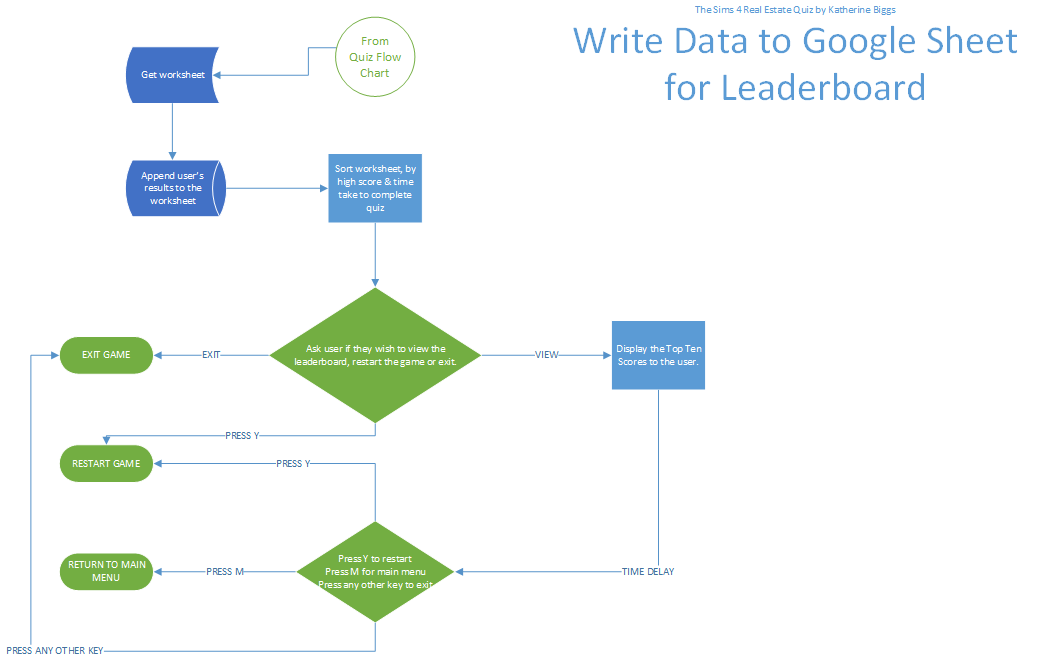 The Sims 4 Real Estate Quiz by Katherine Biggs
Write Data to Google Sheet
for Leaderboard
From
Quiz Flow
Chart
Get worksheet
Append user's
results to the
worksheet
Sort worksheet, by
high score & time
take to complete
quiz
Ask user if they wish to view the
leaderboard, restart the game or exit.
EXIT
EXIT GAME
VIEW
Display the Top Ten
Scores to the user.
PRESS Y
RESTART GAME
PRESS Y
Press Y to restart
Press M for main menu
Press any other key to exit
PRESS M
RETURN TO MAIN
MENU
TIME DELAY
PRESS ANY OTHER KEY